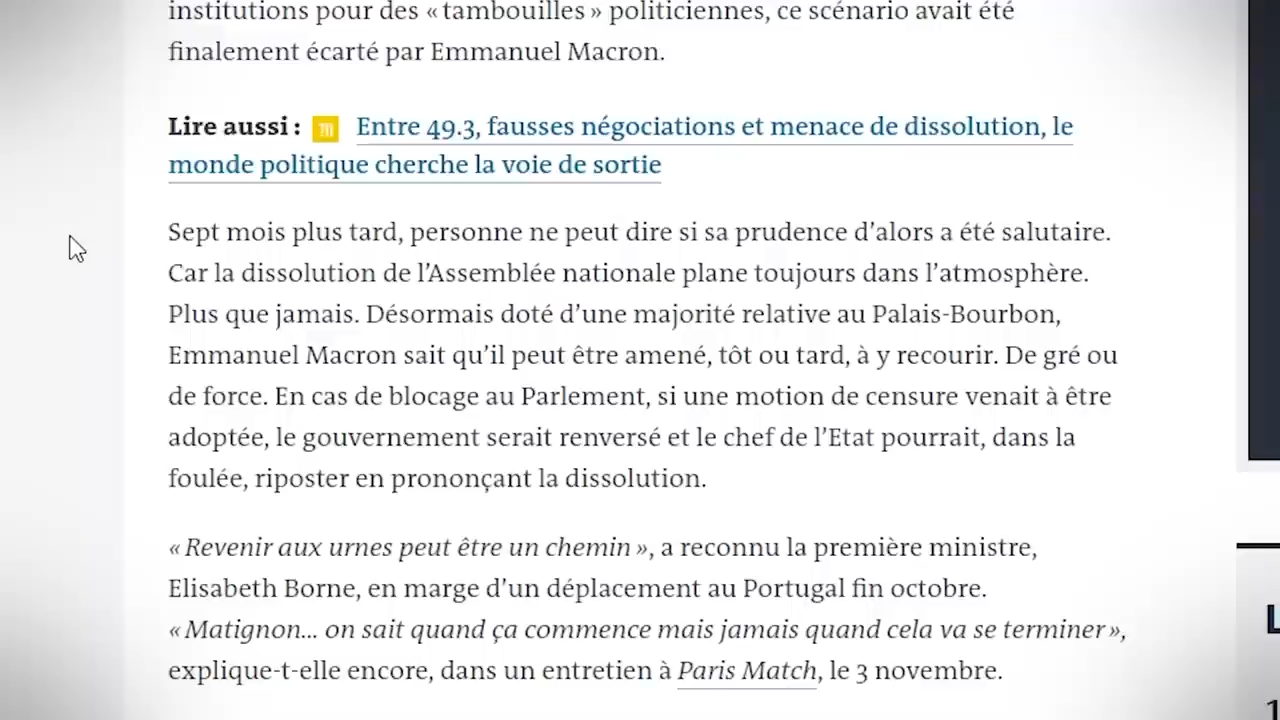 institutions pour des « tambouilles » politiciennes, ce scénario avait été
finalement écarté par Emmanuel Macron.
Lire aussi : m Entre 49.3, fausses négociations et menace de dissolution, le
monde politique cherche la voie de sortie
Sept mois plus tard, personne ne peut dire si sa prudence d’alors a été salutaire.
Car la dissolution de l’Assemblée nationale plane toujours dans l’atmosphère.
Plus que jamais. Désormais doté d’une majorité relative au Palais-Bourbon,
Emmanuel Macron sait qu’il peut être amené, tôt ou tard, à y recourir. De gré ou
de force. En cas de blocage au Parlement, si une motion de censure venait à être
adoptée, le gouvernement serait renversé et le chef de l’Etat pourrait, dans la
foulée, riposter en prononçant la dissolution.
« Revenir aux urnes peut être un chemin », a reconnu la première ministre,
Elisabeth Borne, en marge d’un déplacement au Portugal fin octobre.
« Matignon... on sait quand ça commence mais jamais quand cela va se terminer »,
explique-t-elle encore, dans un entretien à Paris Match, le 3 novembre.